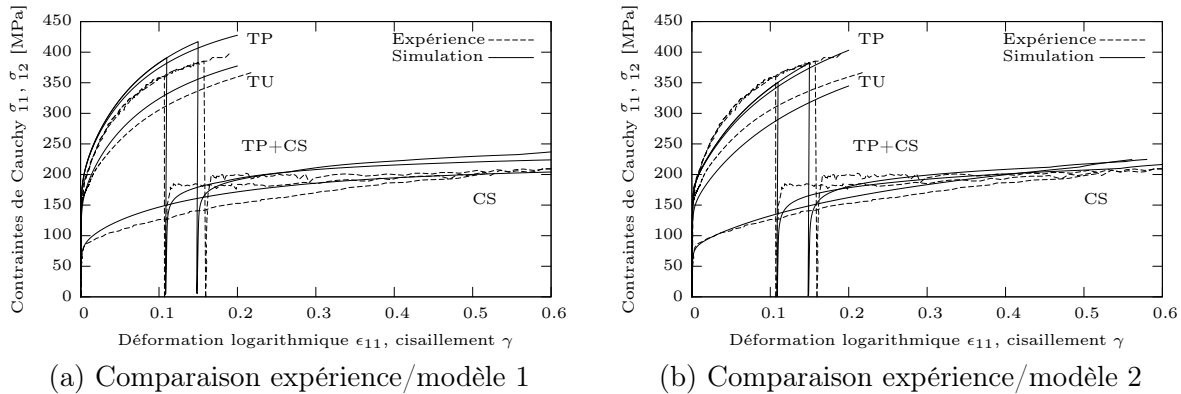 Contraintes de Cauchy σ11, σ12 [MPa]
450
400
350
300
250
200
150
100
50
0
TP
Expérience
Simulation
TU
TP+CS
CS
0 0.1 0.2 0.3 0.4 0.5 0.6
Déformation logarithmique ϵ11, cisaillement γ
(a) Comparaison expérience/modèle 1
Contraintes de Cauchy σ11, σ12 [MPa]
450
400
350
300
250
200
150
100
50
0
TP
Expérience
Simulation
TU
TP+CS
CS
0 0.1 0.2 0.3 0.4 0.5 0.6
Déformation logarithmique ϵ11, cisaillement γ
(b) Comparaison expérience/modèle 2